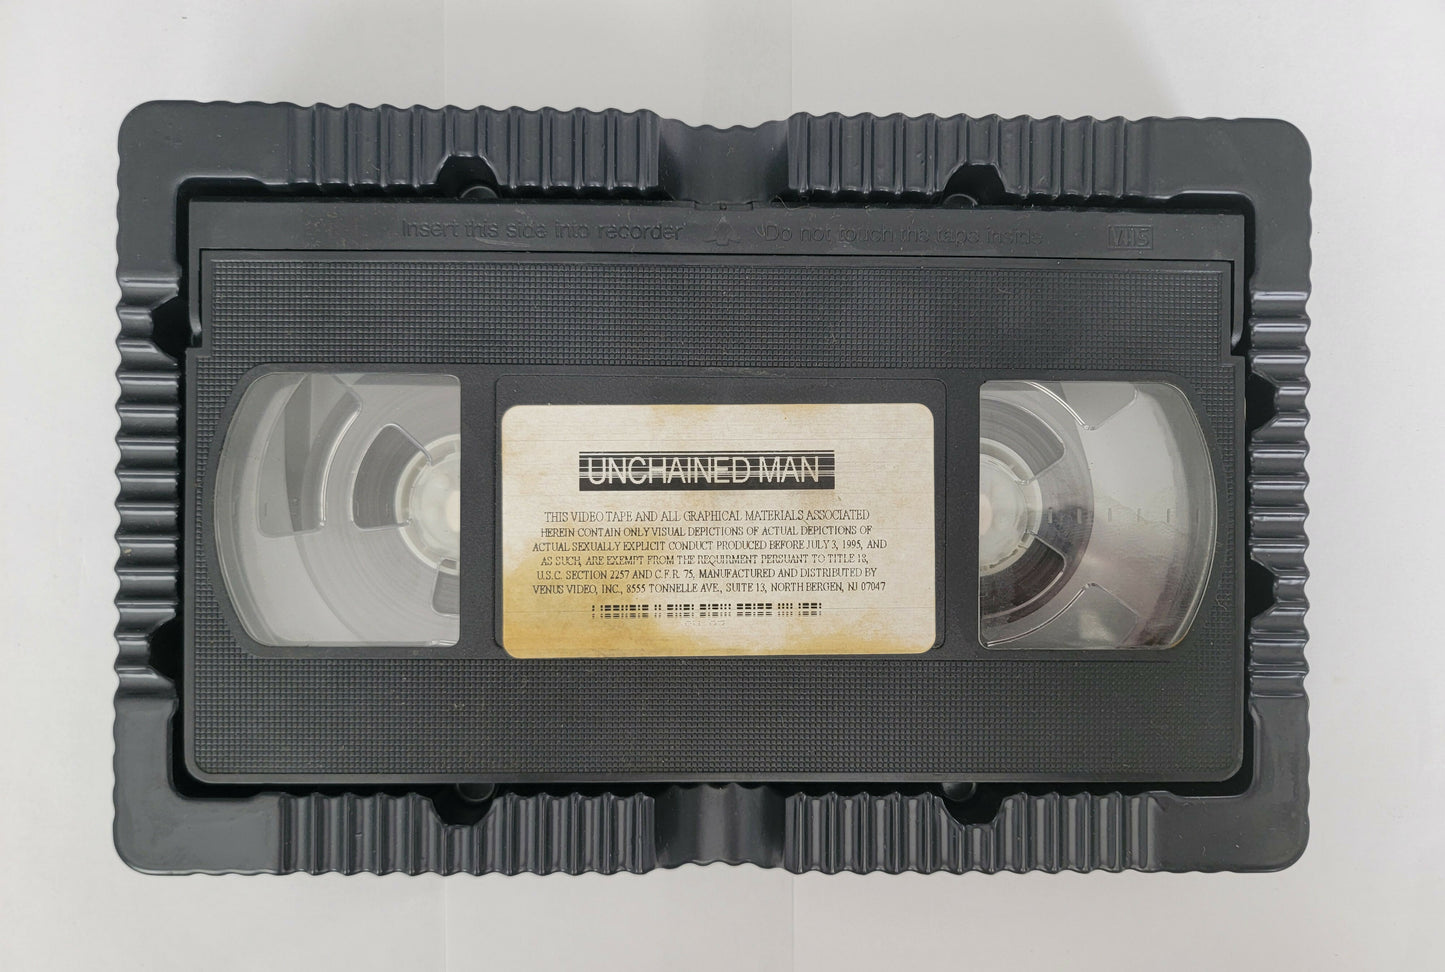 Insert this side into recorder Do not touch the tape inside VHS
UNCHAINED MAN
THIS VIDEO TAPE AND ALL GRAPHICAL MATERIALS ASSOCIATED
HEREIN CONTAIN ONLY VISUAL DEPICTIONS OF ACTUAL DEPICTIONS OF
ACTUAL SEXUALLY EXPLICIT CONDUCT PRODUCED BEFORE JULY 3, 1995, AND
AS SUCH, ARE EXEMPT FROM THE REQUIRMENT PERSUANT TO TITLE 18,
U.S.C. SECTION 2257 AND C.F.R. 75, MANUFACTURED AND DISTRIBUTED BY
VENUS VIDEO, INC., 8555 TONNELLE AVE., SUITE 13, NORTH BERGEN, NJ 07047